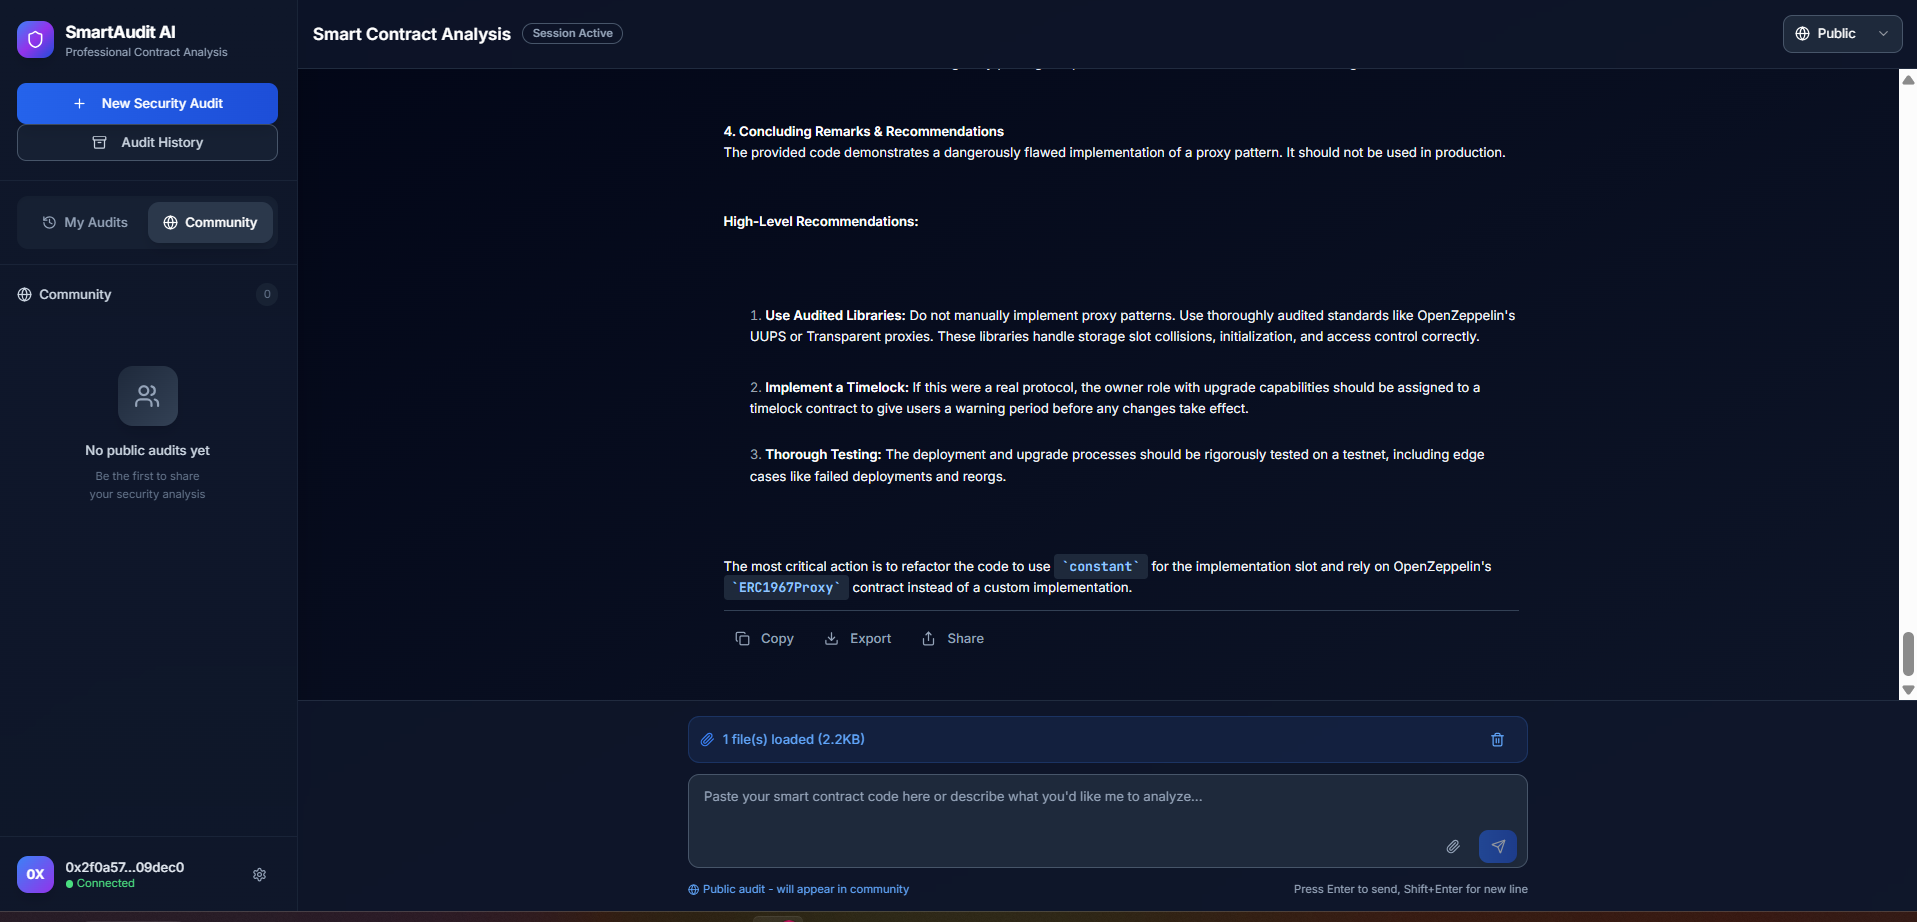 SmartAudit AI
Professional Contract Analysis
New Security Audit
Audit History
My Audits
Community
Community
0
No public audits yet
Be the first to share
your security analysis
0X
0x2f0a57...09dec0
Connected
Smart Contract Analysis
Session Active
Public
4. Concluding Remarks & Recommendations
The provided code demonstrates a dangerously flawed implementation of a proxy pattern. It should not be used in production.
High-Level Recommendations:
1. Use Audited Libraries: Do not manually implement proxy patterns. Use thoroughly audited standards like OpenZeppelin's
UUPS or Transparent proxies. These libraries handle storage slot collisions, initialization, and access control correctly.
2. Implement a Timelock: If this were a real protocol, the owner role with upgrade capabilities should be assigned to a
timelock contract to give users a warning period before any changes take effect.
3. Thorough Testing: The deployment and upgrade processes should be rigorously tested on a testnet, including edge
cases like failed deployments and reorgs.
The most critical action is to refactor the code to use `constant` for the implementation slot and rely on OpenZeppelin's
`ERC1967Proxy` contract instead of a custom implementation.
Copy
Export
Share
1 file(s) loaded (2.2KB)
Paste your smart contract code here or describe what you'd like me to analyze...
Public audit - will appear in community
Press Enter to send, Shift+Enter for new line